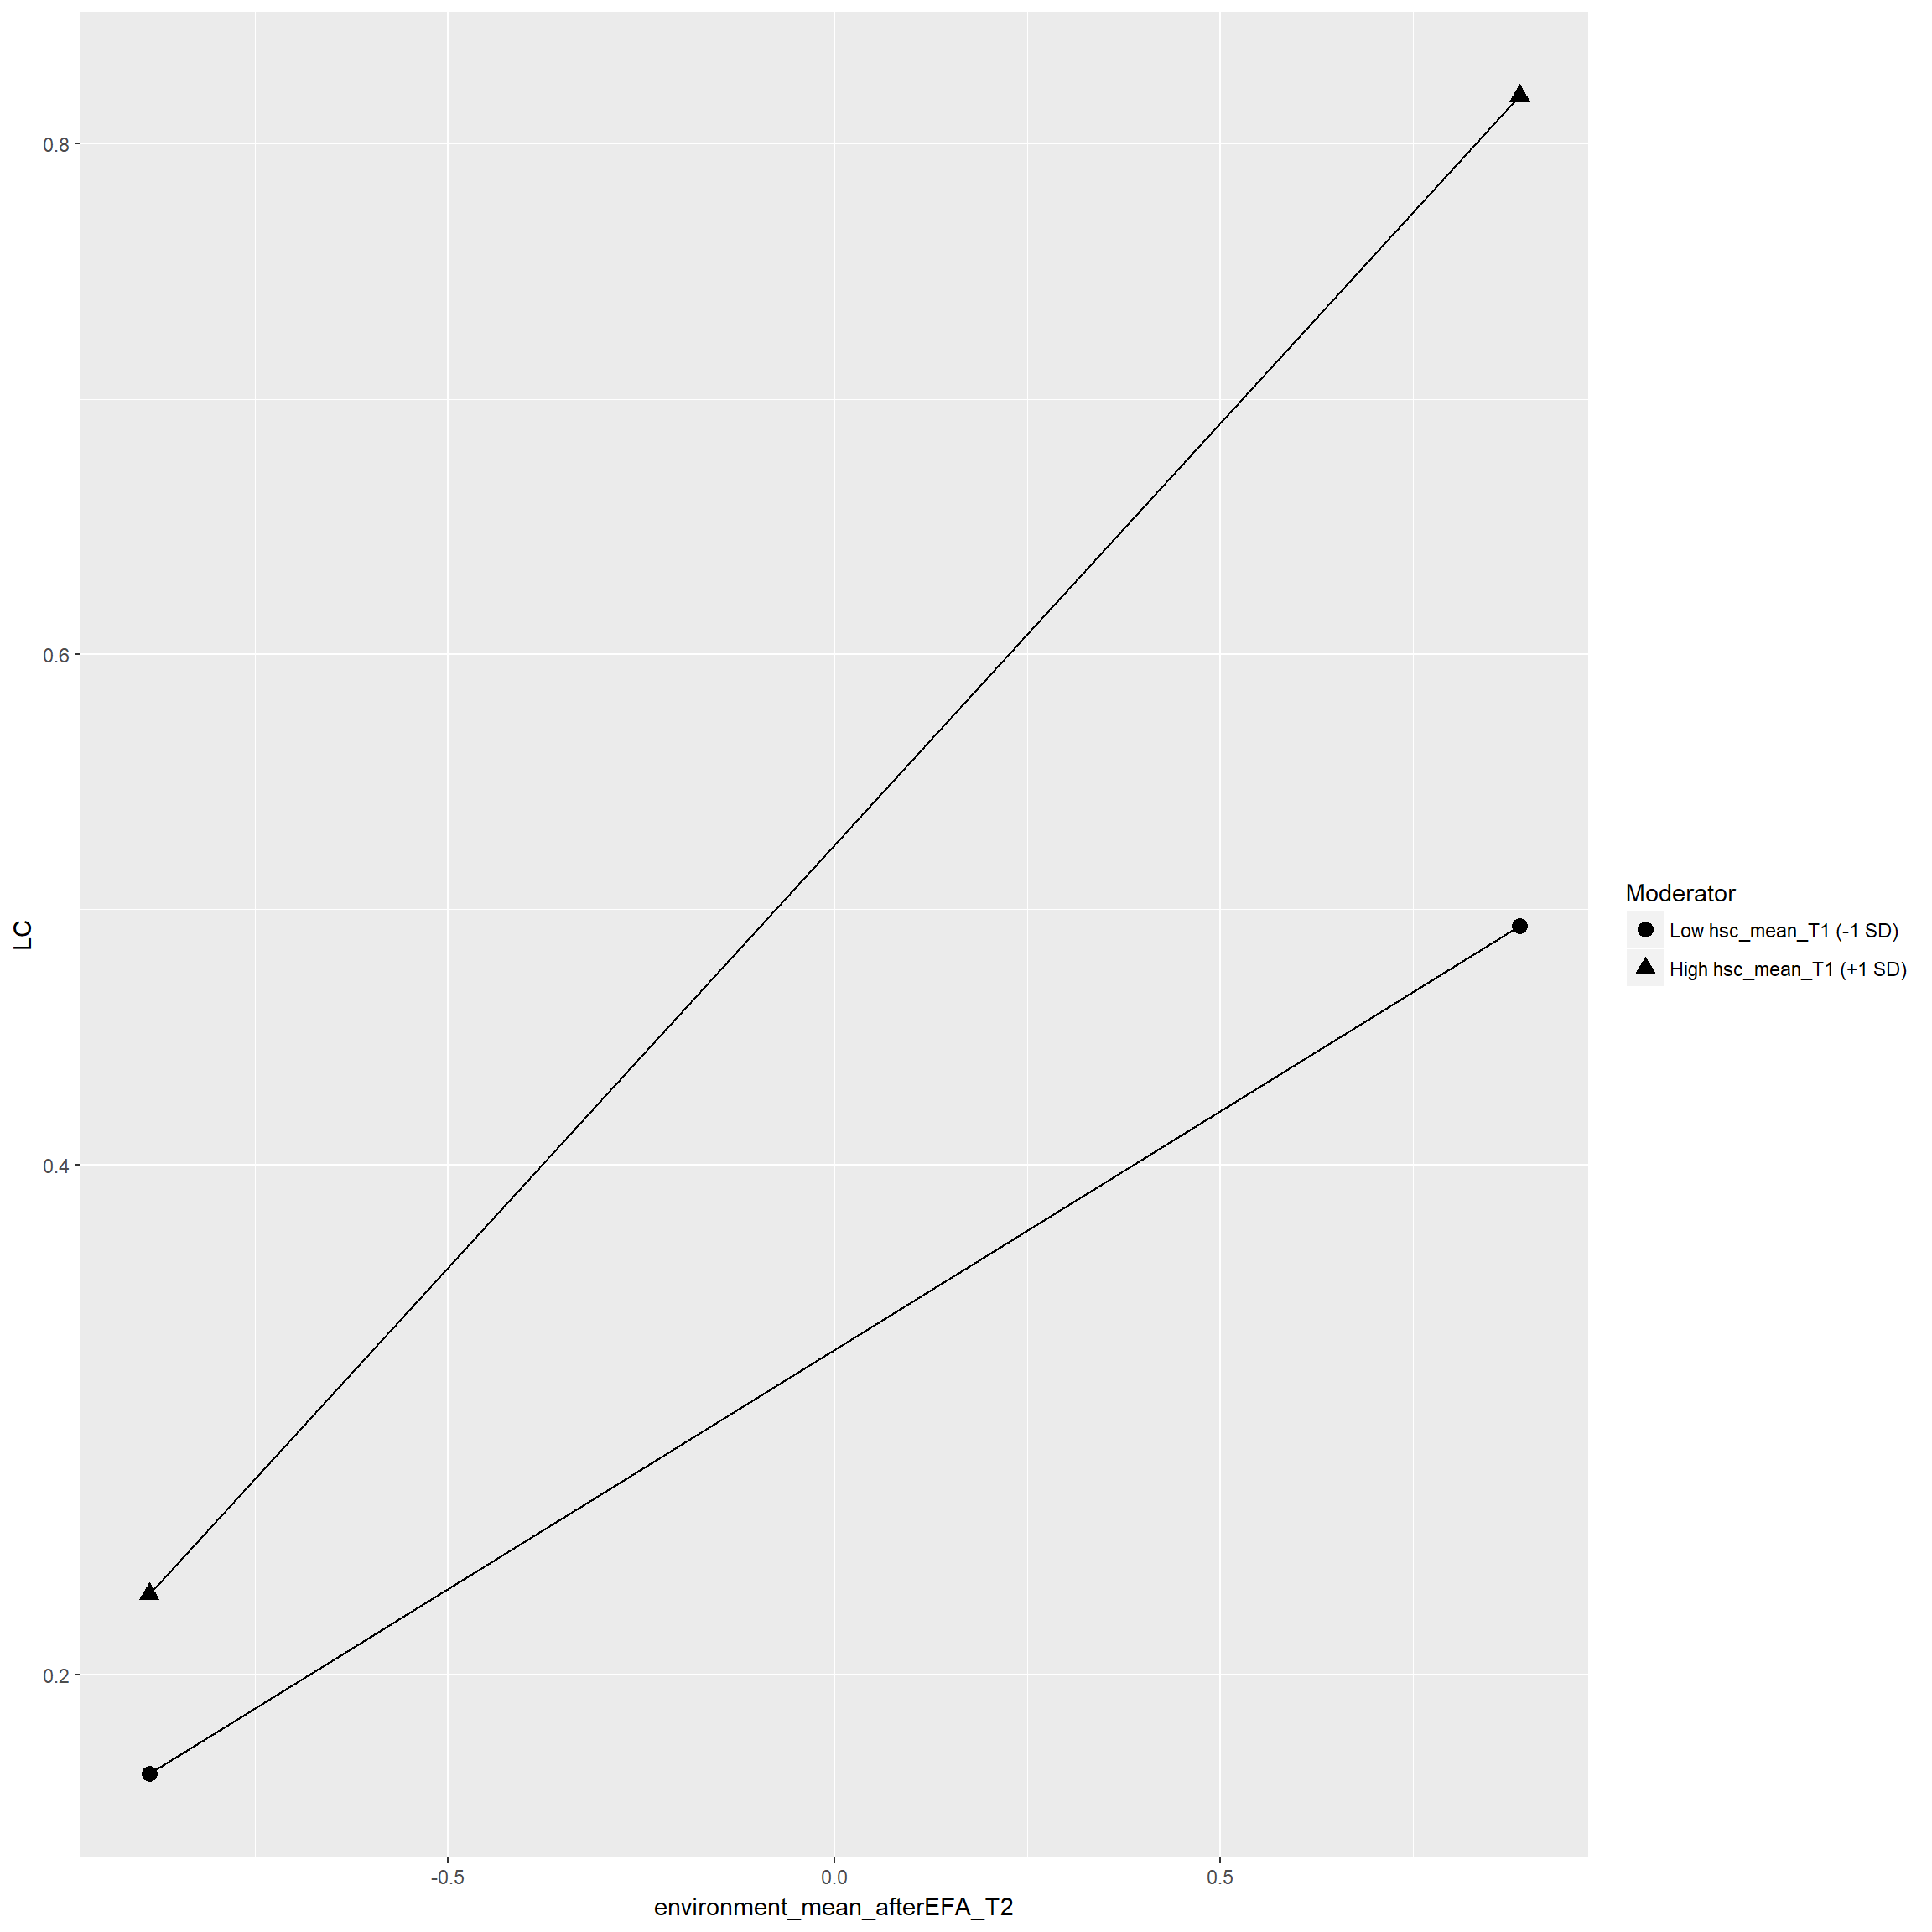 LC
0.8
0.6
0.4
0.2
-0.5
0.0
0.5
environment_mean_afterEFA_T2
Moderator
Low hsc_mean_T1 (-1 SD)
High hsc_mean_T1 (+1 SD)